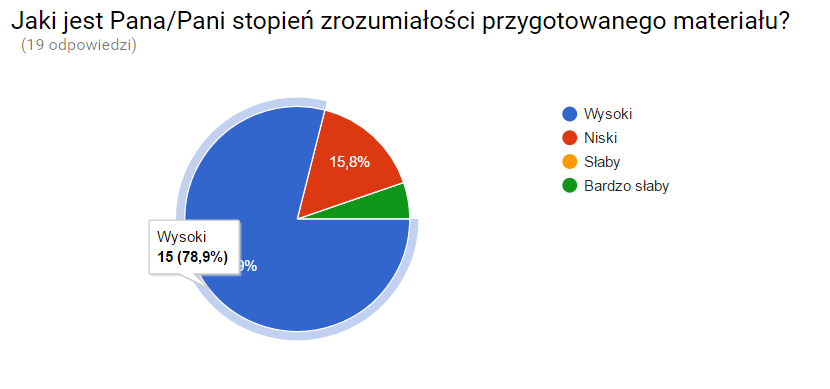 Jaki jest Pana/Pani stopień zrozumiałości przygotowanego materiału?
(19 odpowiedzi)
Wysoki
Niski
Słaby
Bardzo słaby
15,8%
Wysoki
15 (78,9%)
9%